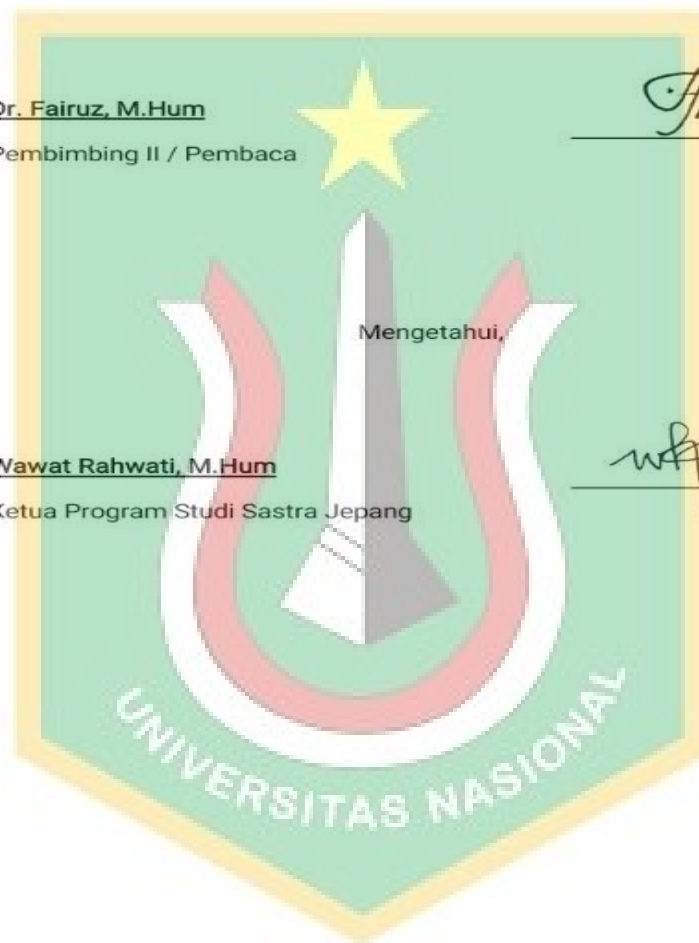 Dr. Fairuz, M.Hum
Pembimbing II / Pembaca
Mengetahui,
Wawat Rahwati, M.Hum
Ketua Program Studi Sastra Jepang
UNIVERSITAS NASIONAL